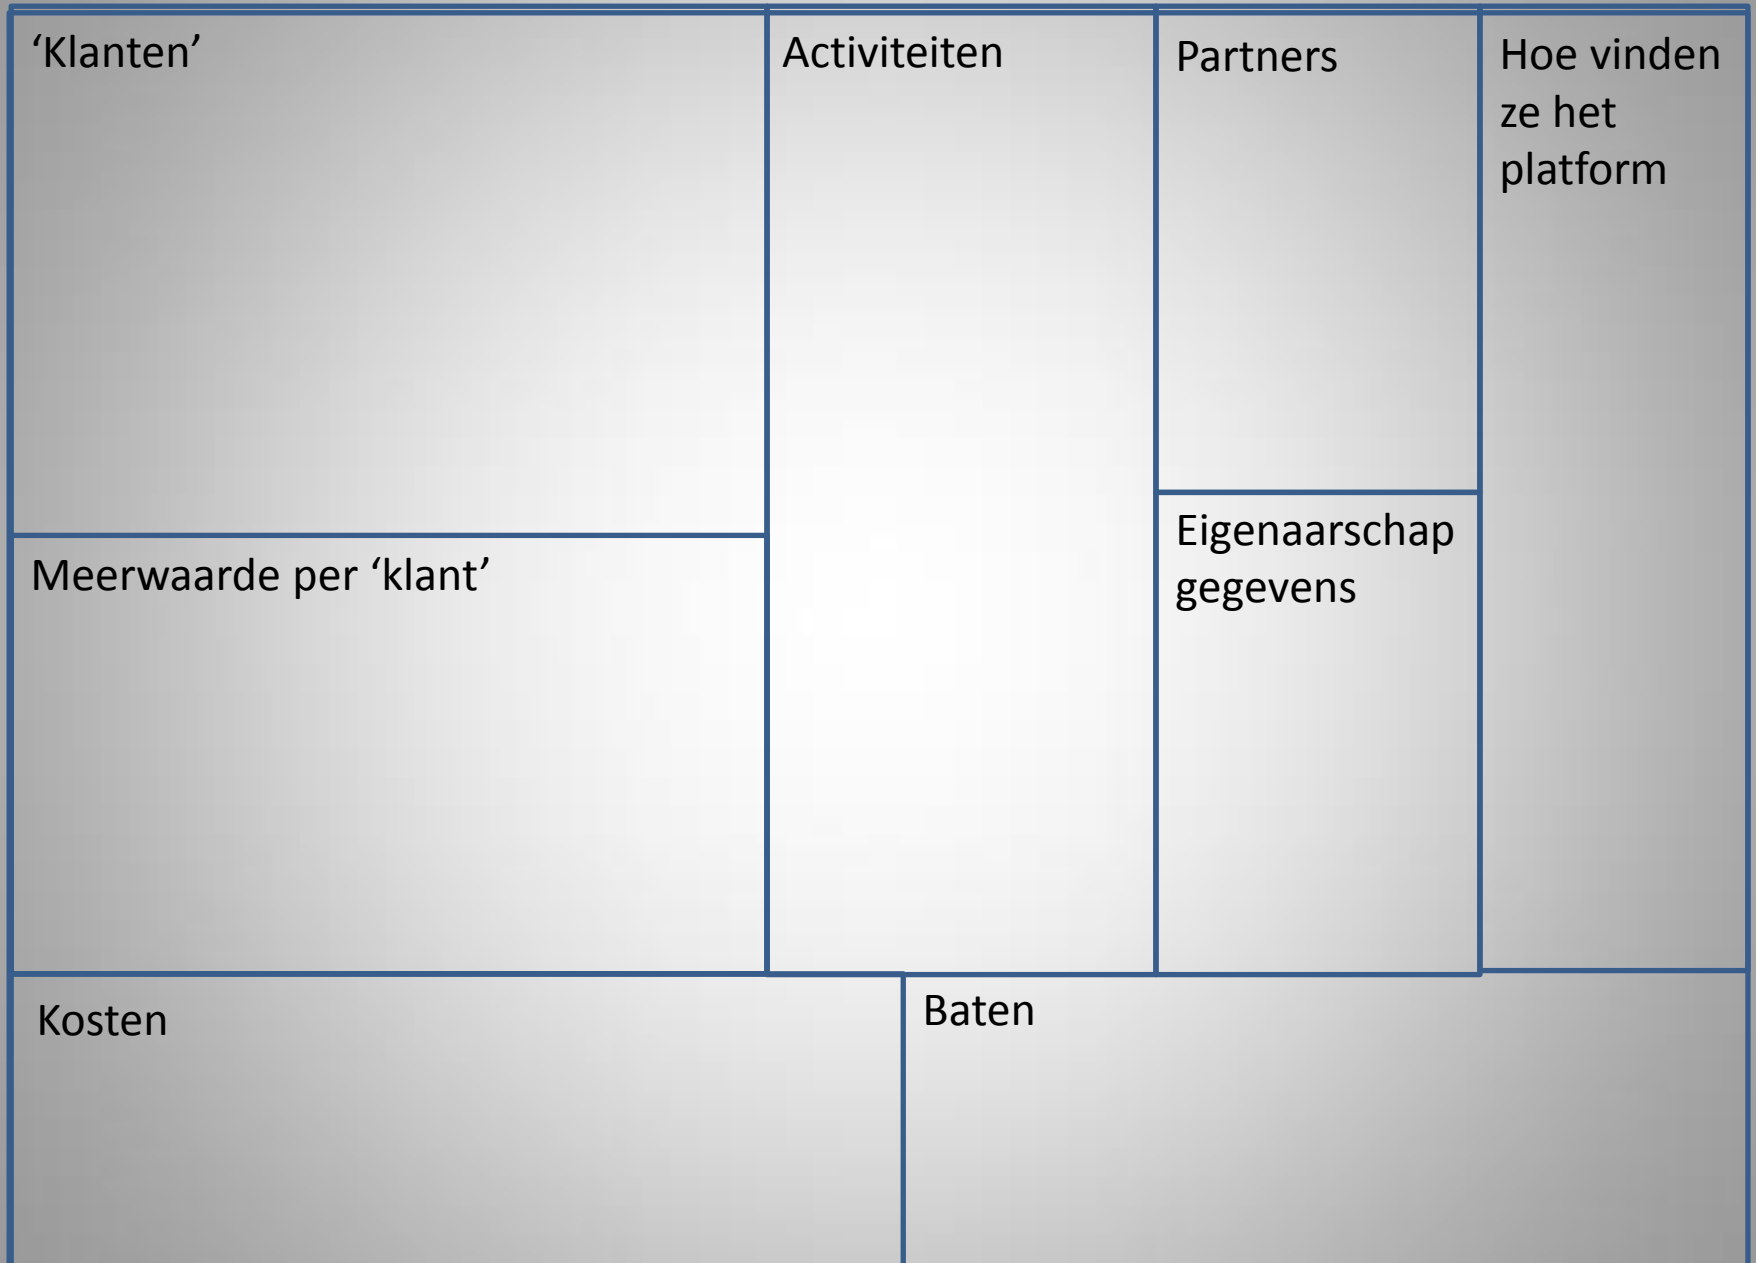 ‘Klanten’
Activiteiten
Partners
Hoe vinden
ze het
platform
Meerwaarde per ‘klant’
Eigenaarschap
gegevens
Kosten
Baten